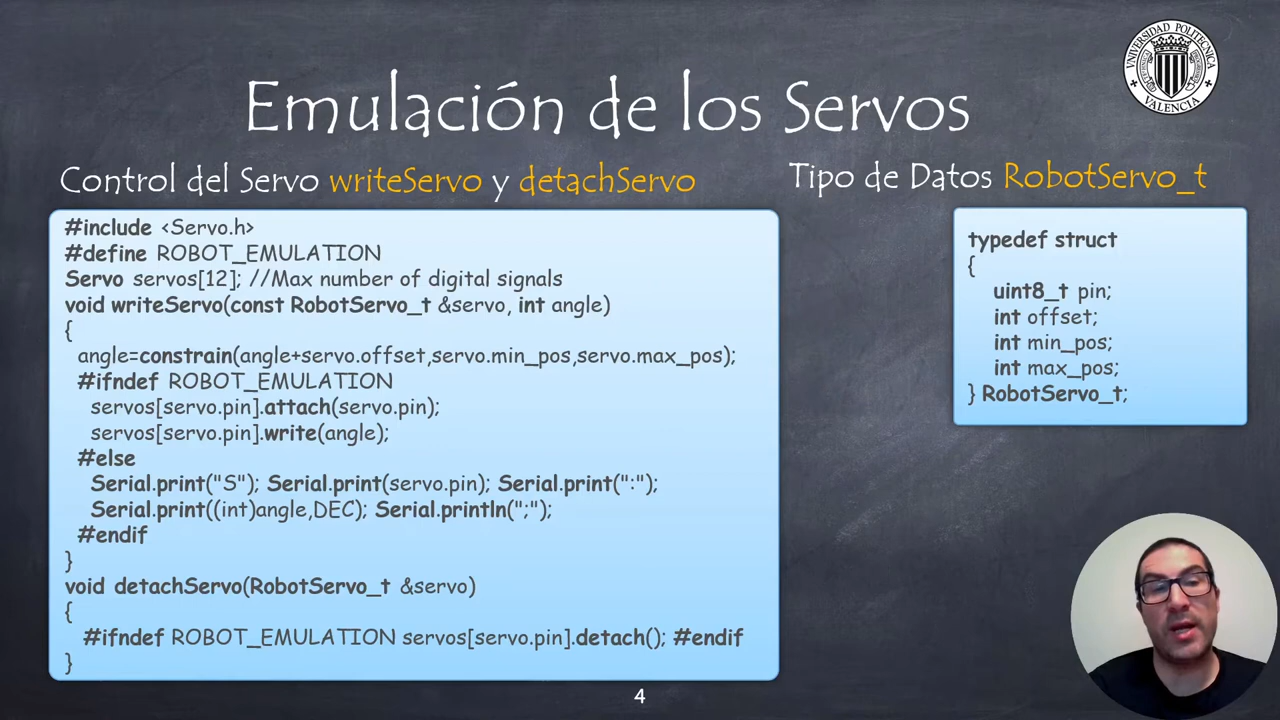 UNIVERSIDAD POLITECNICA
VALENCIA
Emulación de los Servos
Control del Servo writeServo y detachServo
#include <Servo.h>
#define ROBOT_EMULATION
Servo servos[12]; //Max number of digital signals
void writeServo(const RobotServo_t &servo, int angle)
{
angle=constrain(angle+servo.offset,servo.min_pos,servo.max_pos);
#ifndef ROBOT_EMULATION
servos[servo.pin].attach(servo.pin);
servos[servo.pin].write(angle);
#else
Serial.print("S"); Serial.print(servo.pin); Serial.print(":");
Serial.print((int)angle,DEC); Serial.println(";");
#endif
}
void detachServo(RobotServo_t &servo)
{
#ifndef ROBOT_EMULATION servos[servo.pin].detach(); #endif
}
Tipo de Datos RobotServo_t
typedef struct
{
uint8_t pin;
int offset;
int min_pos;
int max_pos;
} RobotServo_t;
4